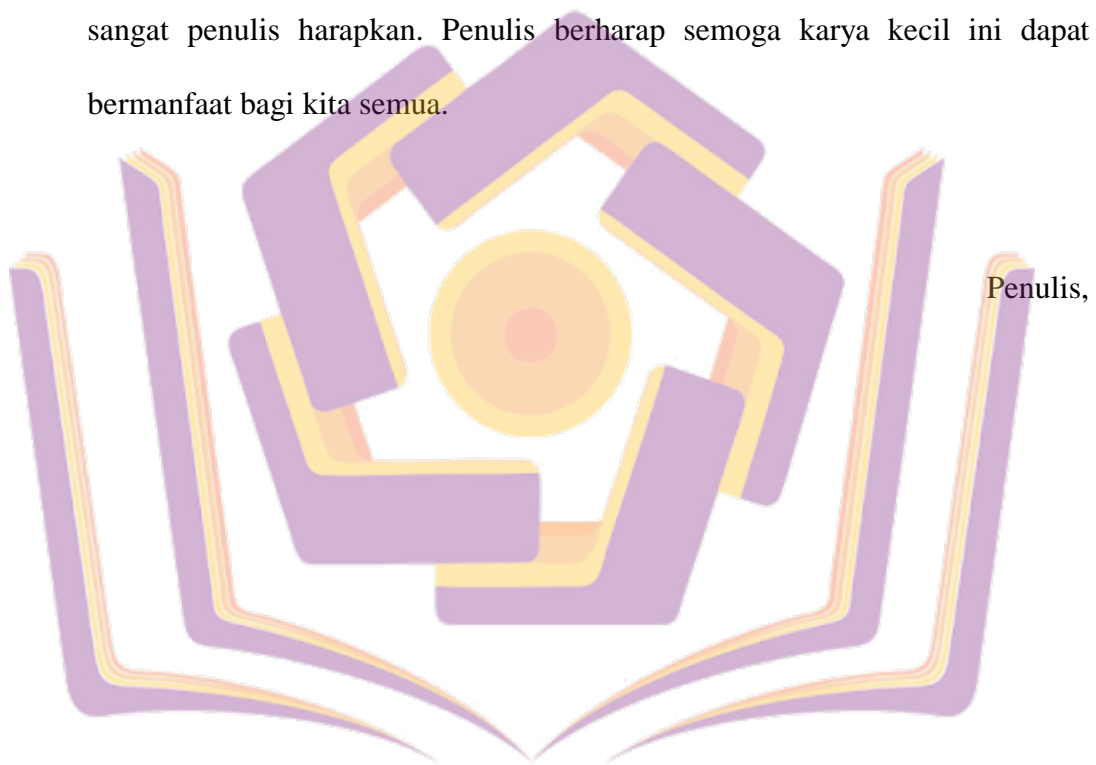 sangat penulis harapkan. Penulis berharap semoga karya kecil ini dapat
bermanfaat bagi kita semua.
Penulis,